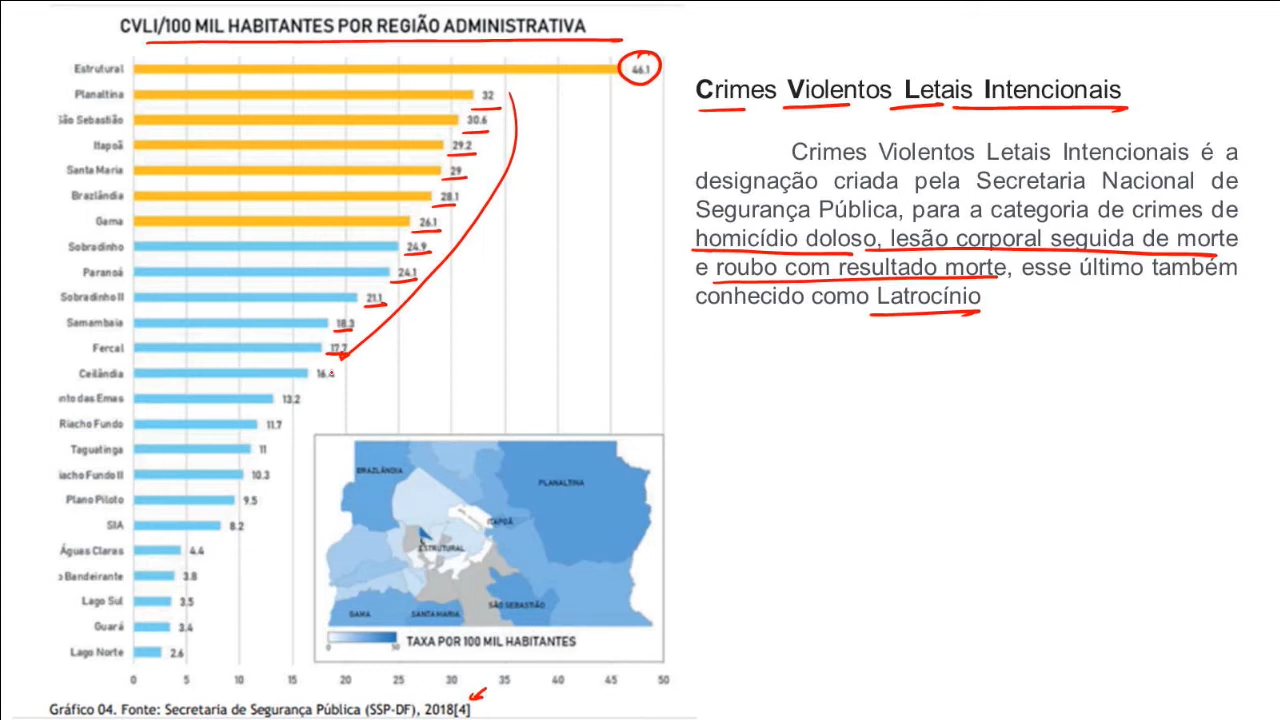 CVLI/100 MIL HABITANTES POR REGIÃO ADMINISTRATIVA
Estrutural 46.1
Planaltina 32
São Sebastião 30.6
Itapoã 29.2
Santa Maria 29
Brazlândia 28.1
Gama 26.1
Sobradinho 24.9
Paranoá 24.1
Sobradinho II 21.1
Samambaia 18.3
Fercal 17.7
Ceilândia 16.4
nto das Emas 13.2
Riacho Fundo 11.7
Taguatinga 11
iacho Fundo II 10.3
Plano Piloto 9.5
SIA 8.2
Águas Claras 4.4
o Bandeirante 3.8
Lago Sul 3.5
Guará 3.4
Lago Norte 2.6
0 5 10 15 20 25 30 35 40 45 50
BRAZLÂNDIA
PLANALTINA
ITAPOÃ
ESTRUTURAL
SÃO SEBASTIÃO
GAMA
SANTA MARIA
TAXA POR 100 MIL HABITANTES
0 50
Gráfico 04. Fonte: Secretaria de Segurança Pública (SSP-DF), 2018[4]
Crimes Violentos Letais Intencionais
Crimes Violentos Letais Intencionais é a
designação criada pela Secretaria Nacional de
Segurança Pública, para a categoria de crimes de
homicídio doloso, lesão corporal seguida de morte
e roubo com resultado morte, esse último também
conhecido como Latrocínio